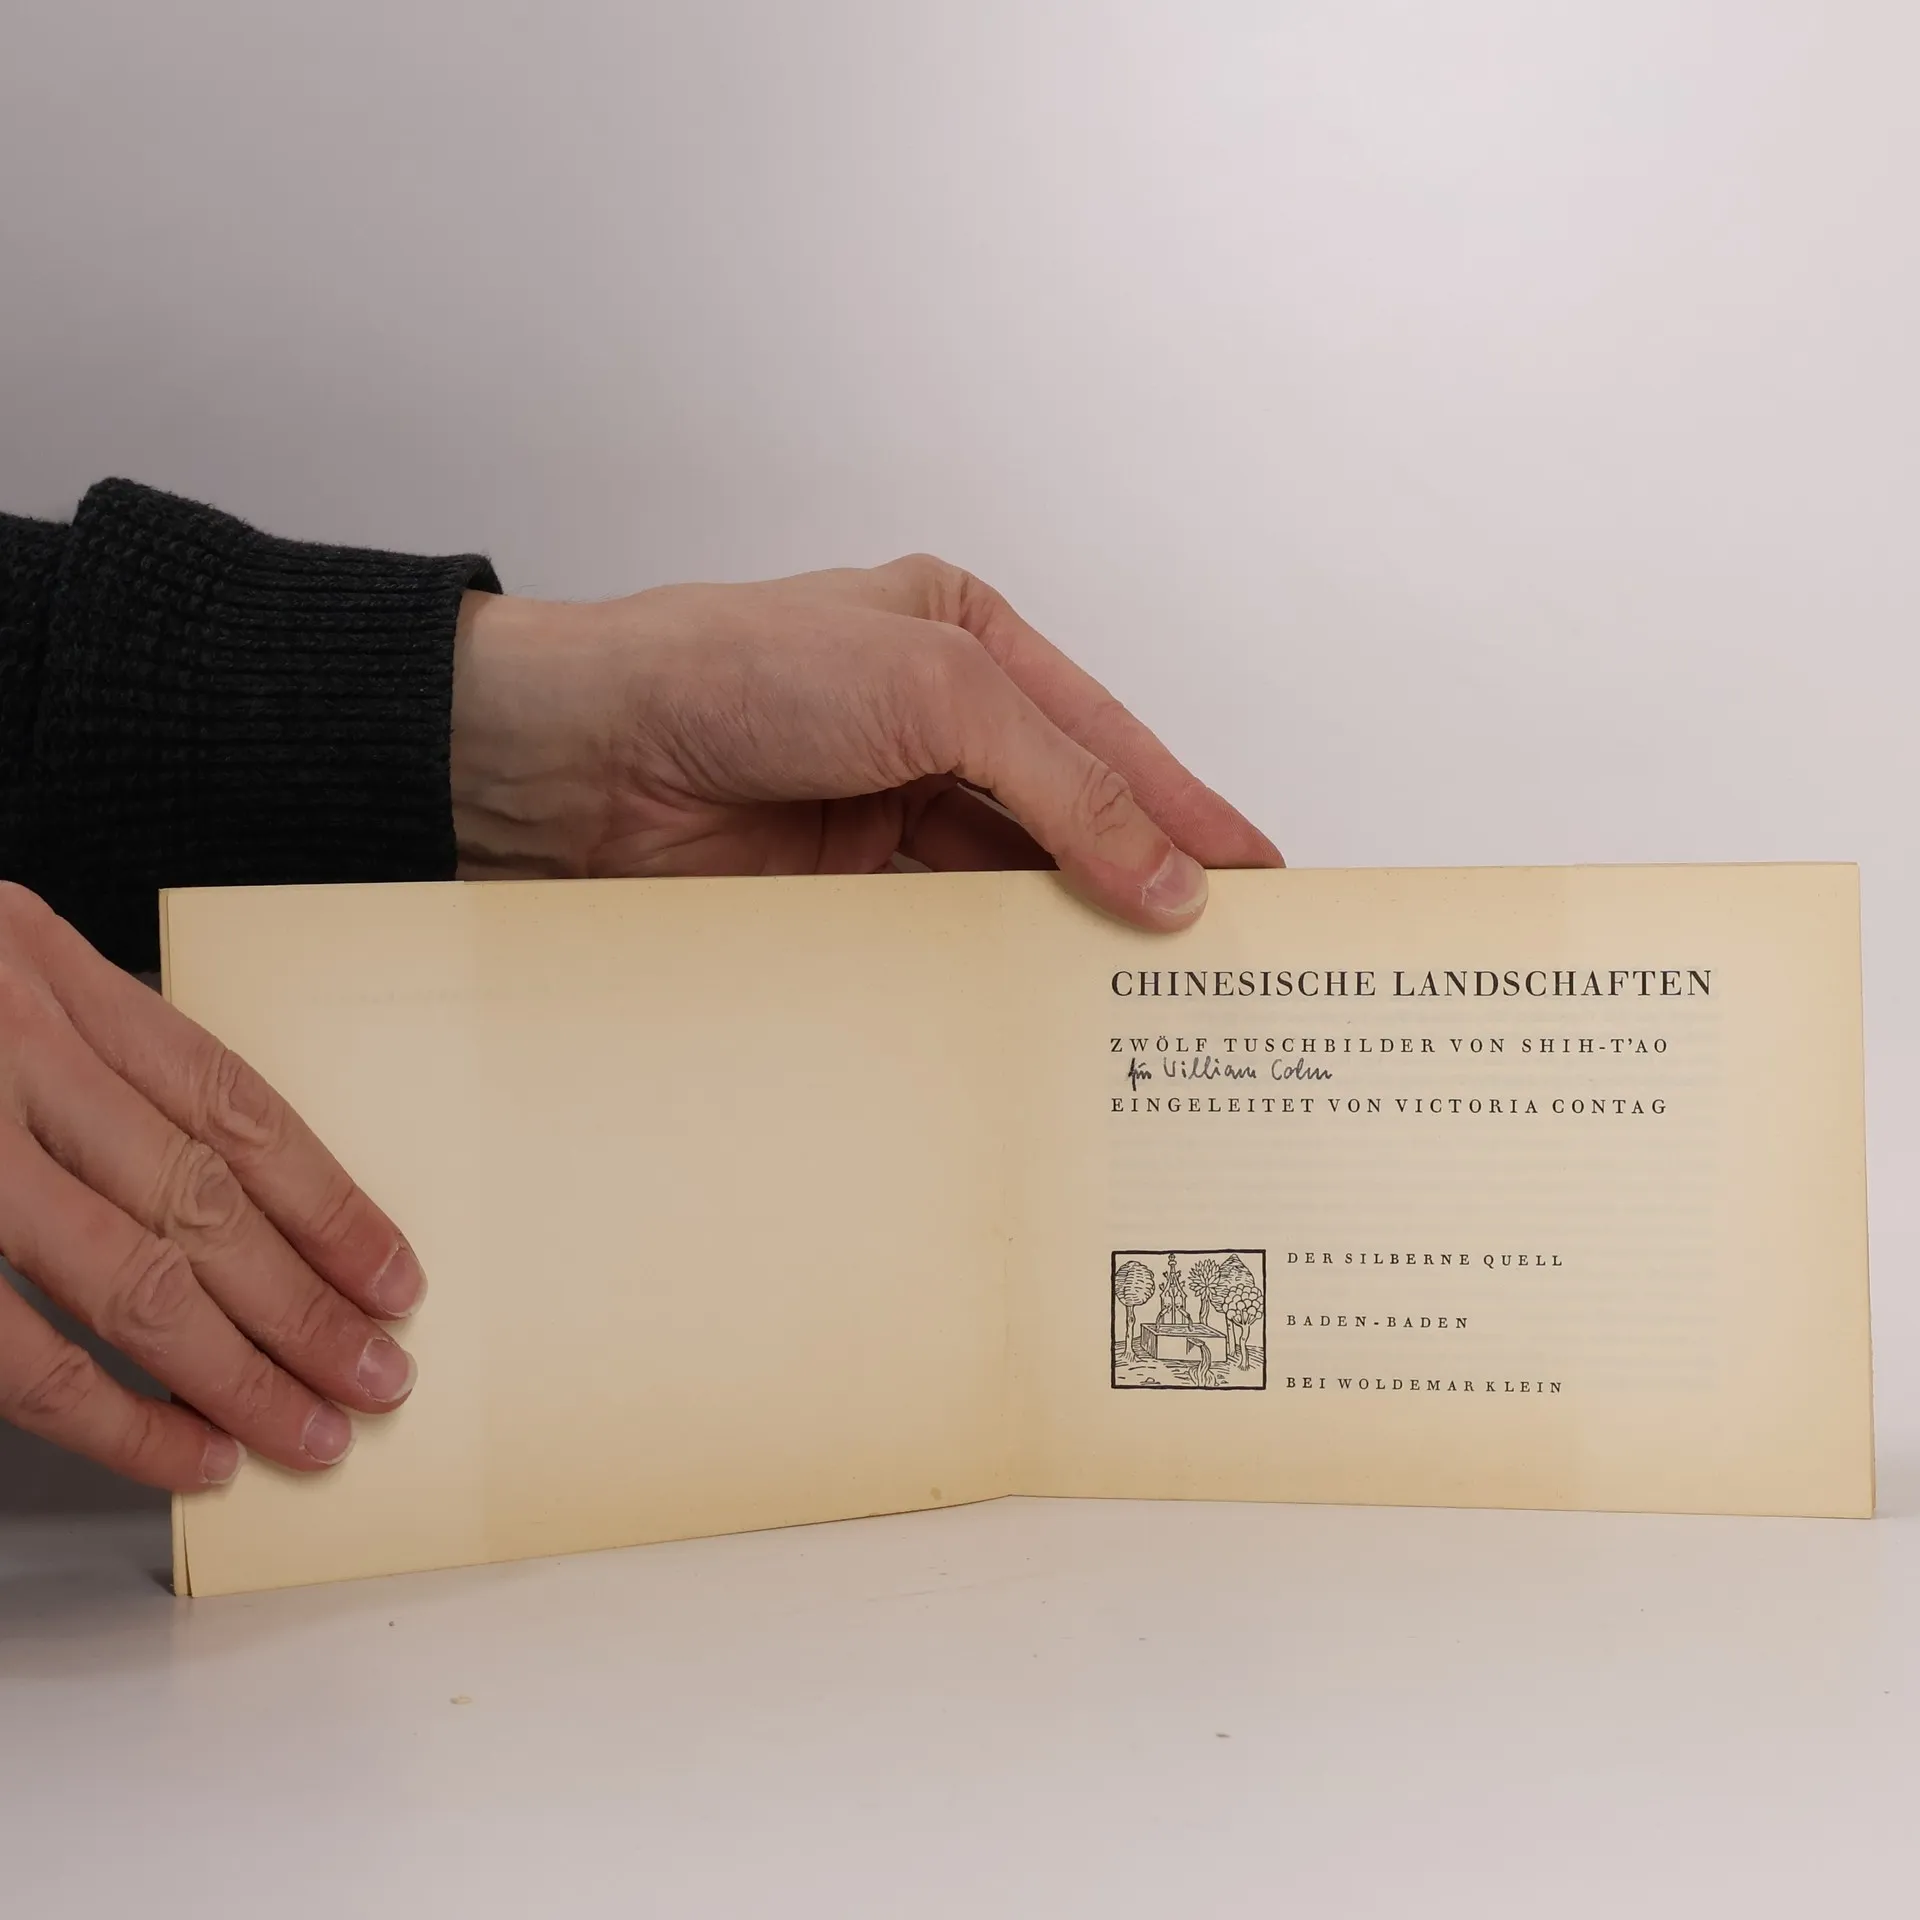 CHINESISCHE LANDSCHAFTEN
ZWÖLF TUSCHBILDER VON SHIH-T'AO
für William Cohn
EINGELEITET VON VICTORIA CONTAG
DER SILBERNE QUELL
BADEN-BADEN
BEI WOLDEMAR KLEIN